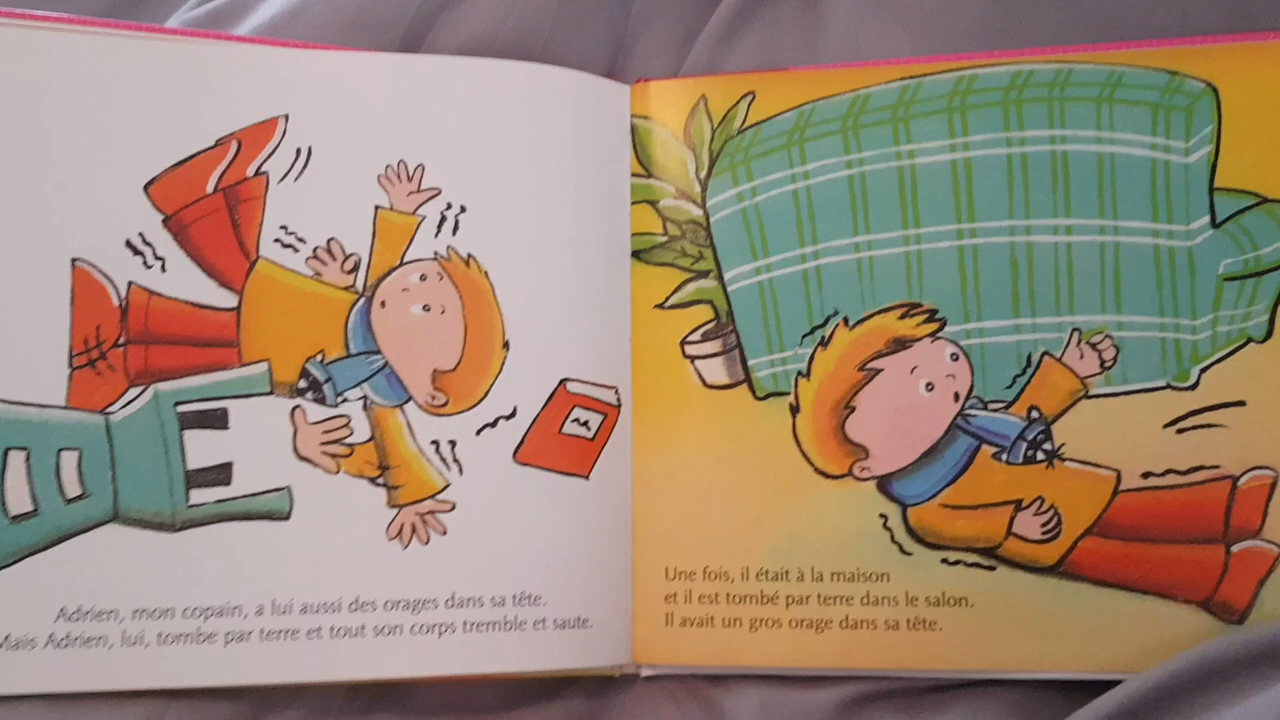 Adrien, mon copain, a lui aussi des orages dans sa tête.
Mais Adrien, lui, tombe par terre et tout son corps tremble et saute.
Une fois, il était à la maison
et il est tombé par terre dans le salon.
Il avait un gros orage dans sa tête.